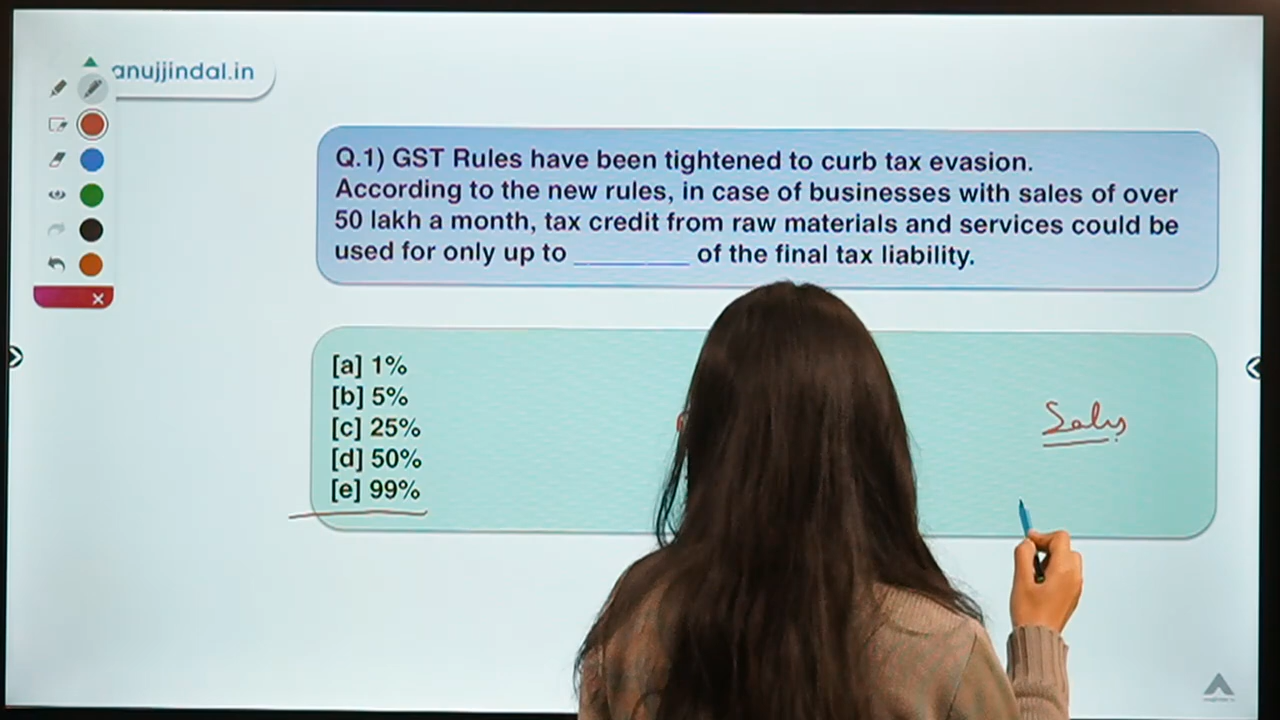 anujjindal.in
Q.1) GST Rules have been tightened to curb tax evasion.
According to the new rules, in case of businesses with sales of over
50 lakh a month, tax credit from raw materials and services could be
used for only up to ________ of the final tax liability.
[a] 1%
[b] 5%
[c] 25%
[d] 50%
[e] 99%
Sales